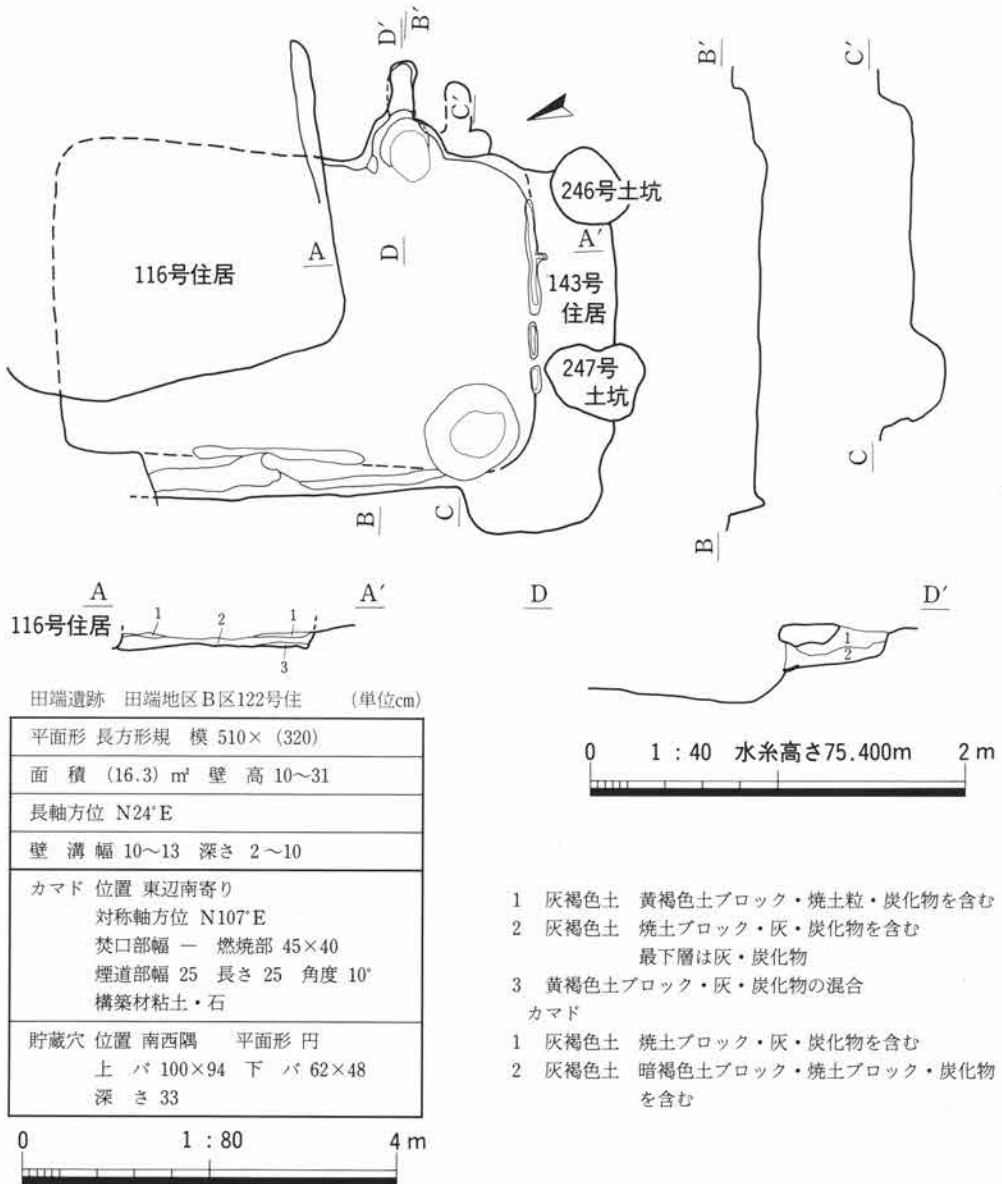 D′ B′
C′
246号土坑
A
D
A′
116号住居
143号
住居
247号
土坑
B
C
B′
C′
C
B
A
A′
116号住居
1
2
1
3
D
D′
1
2
0 1：40 水糸高さ75.400m 2 m
田端遺跡 田端地区B区122号住 (単位cm)
平面形 長方形規 模 510×（320）
面 積 （16.3）㎡ 壁 高 10～31
長軸方位 N24°E
壁 溝 幅 10～13 深さ 2～10
カマド 位置 東辺南寄り
対称軸方位 N107°E
焚口部幅 ― 燃焼部 45×40
煙道部幅 25 長さ 25 角度 10°
構築材粘土・石
貯蔵穴 位置 南西隅 平面形 円
上 バ 100×94 下 バ 62×48
深 さ 33
0 1：80 4 m
1 灰褐色土 黄褐色土ブロック・焼土粒・炭化物を含む
2 灰褐色土 焼土ブロック・灰・炭化物を含む
最下層は灰・炭化物
3 黄褐色土ブロック・灰・炭化物の混合
カマド
1 灰褐色土 焼土ブロック・灰・炭化物を含む
2 灰褐色土 暗褐色土ブロック・焼土ブロック・炭化物
を含む